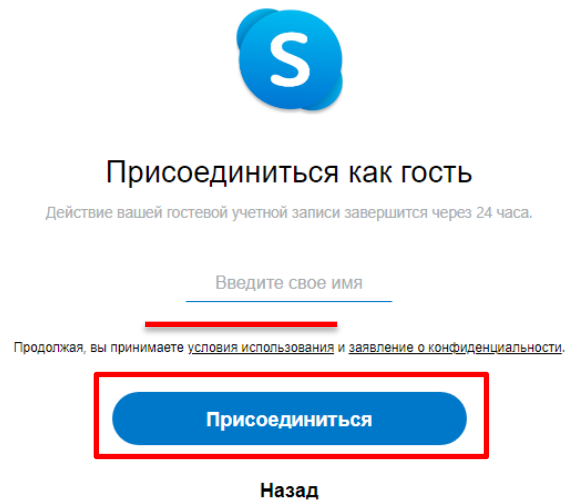 S
Присоединиться как гость
Действие вашей гостевой учетной записи завершится через 24 часа.
Введите свое имя
Продолжая, вы принимаете условия использования и заявление о конфиденциальности.
Присоединиться
Назад